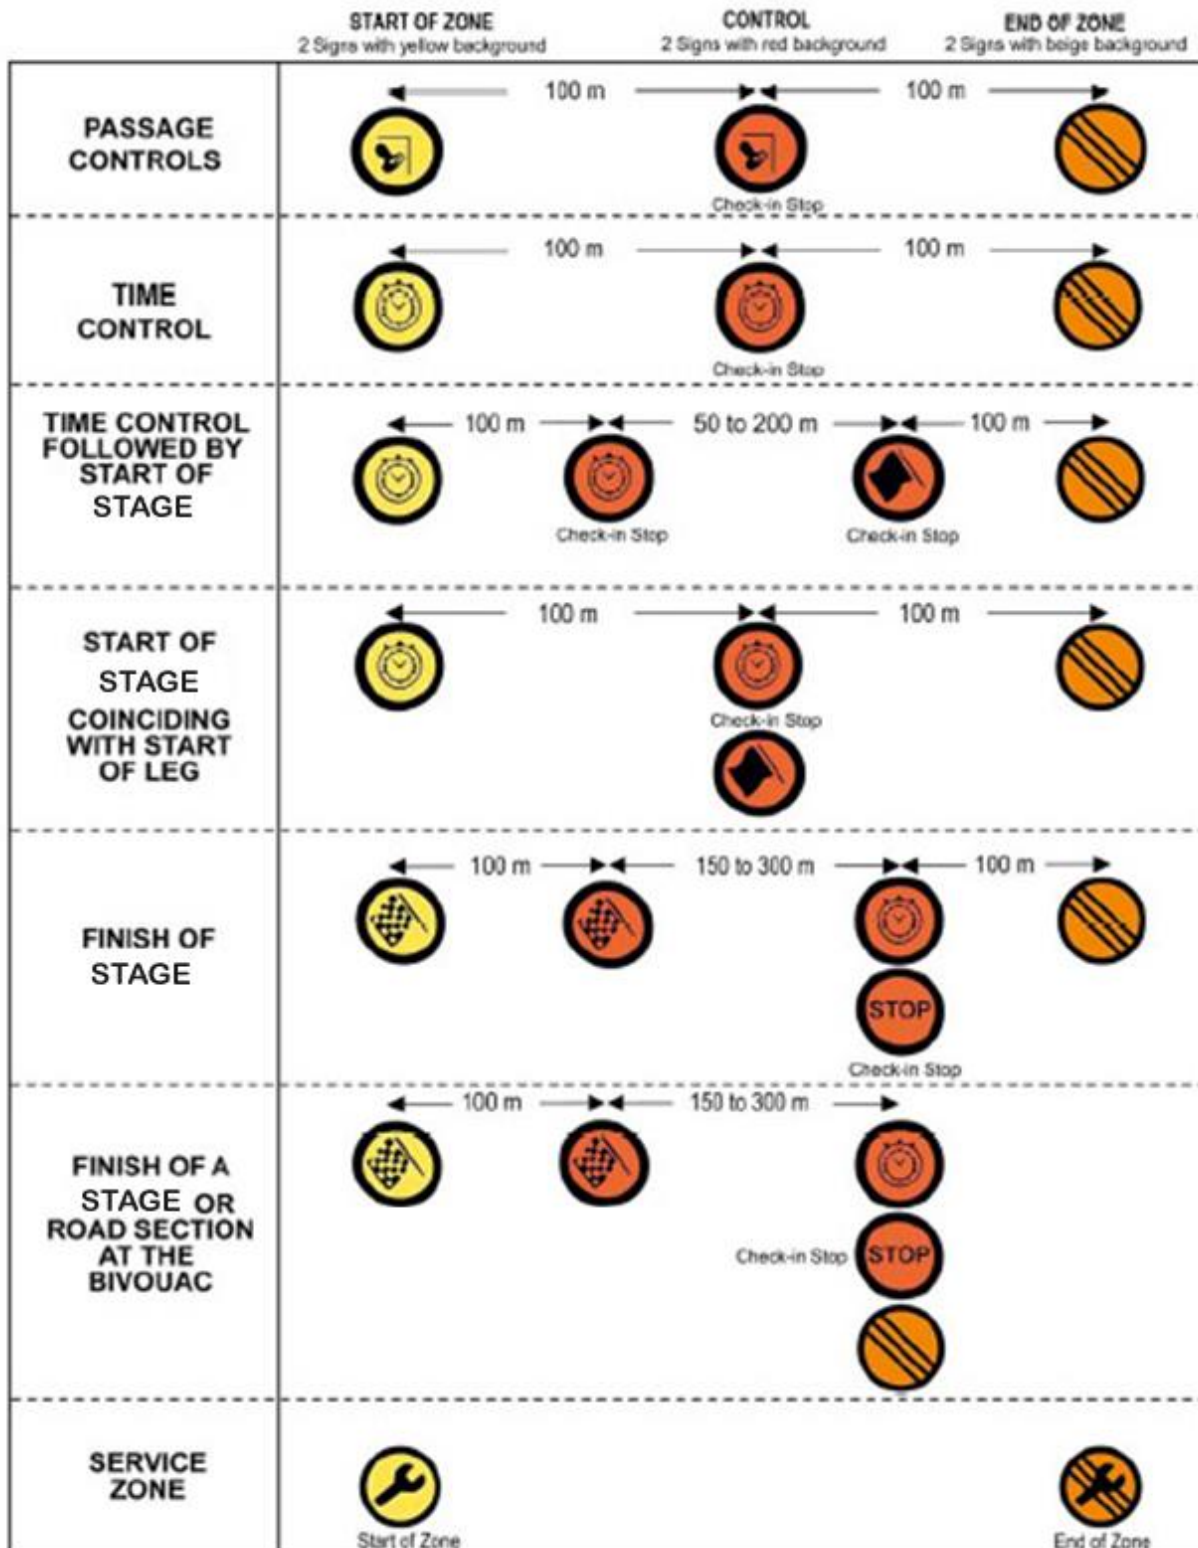 START OF ZONE
2 Signs with yellow background
CONTROL
2 Signs with red background
END OF ZONE
2 Signs with beige background
PASSAGE
CONTROLS
100 m
100 m
Check-in Stop
TIME
CONTROL
100 m
100 m
Check-in Stop
TIME CONTROL
FOLLOWED BY
START OF
STAGE
100 m
50 to 200 m
100 m
Check-in Stop
Check-in Stop
START OF
STAGE
COINCIDING
WITH START
OF LEG
100 m
100 m
Check-in Stop
FINISH OF
STAGE
100 m
150 to 300 m
100 m
STOP
Check-in Stop
FINISH OF A
STAGE OR
ROAD SECTION
AT THE
BIVOUAC
100 m
150 to 300 m
Check-in Stop
STOP
SERVICE
ZONE
Start of Zone
End of Zone